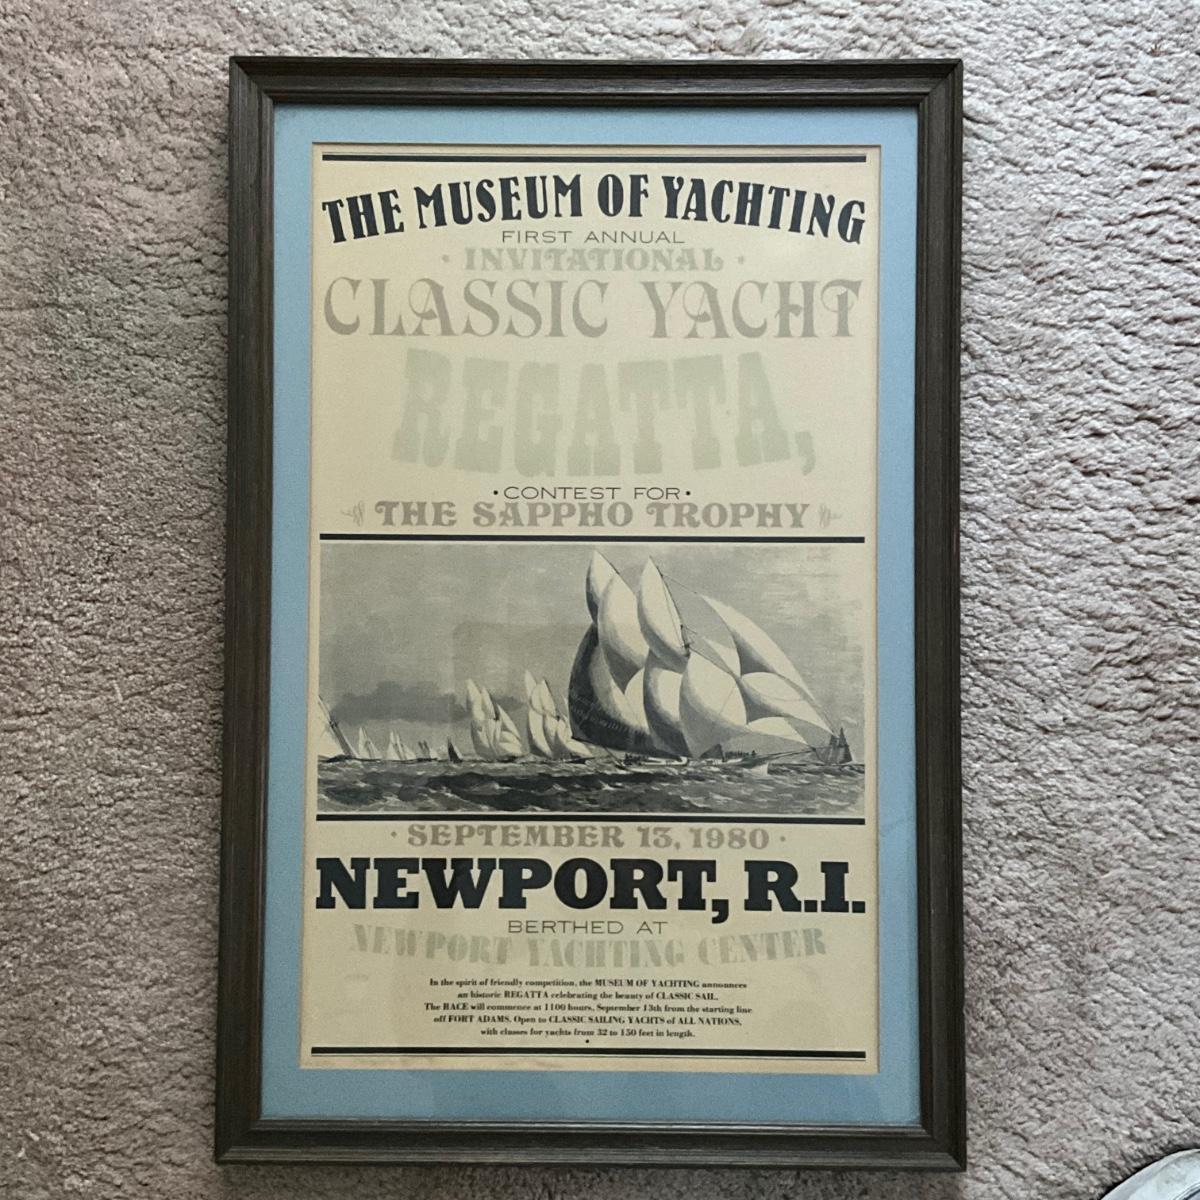 THE MUSEUM OF YACHTING
FIRST ANNUAL
• INVITATIONAL •
CLASSIC YACHT
REGATTA,
•CONTEST FOR•
THE SAPPHO TROPHY
• SEPTEMBER 13, 1980 •
NEWPORT, R.I.
BERTHED AT
NEWPORT YACHTING CENTER
In the spirit of friendly competition, the MUSEUM OF YACHTING announces
an historic REGATTA celebrating the beauty of CLASSIC SAIL.
The RACE will commence at 1100 hours, September 13th from the starting line
off FORT ADAMS. Open to CLASSIC SAILING YACHTS of ALL NATIONS,
with classes for yachts from 32 to 150 feet in length.